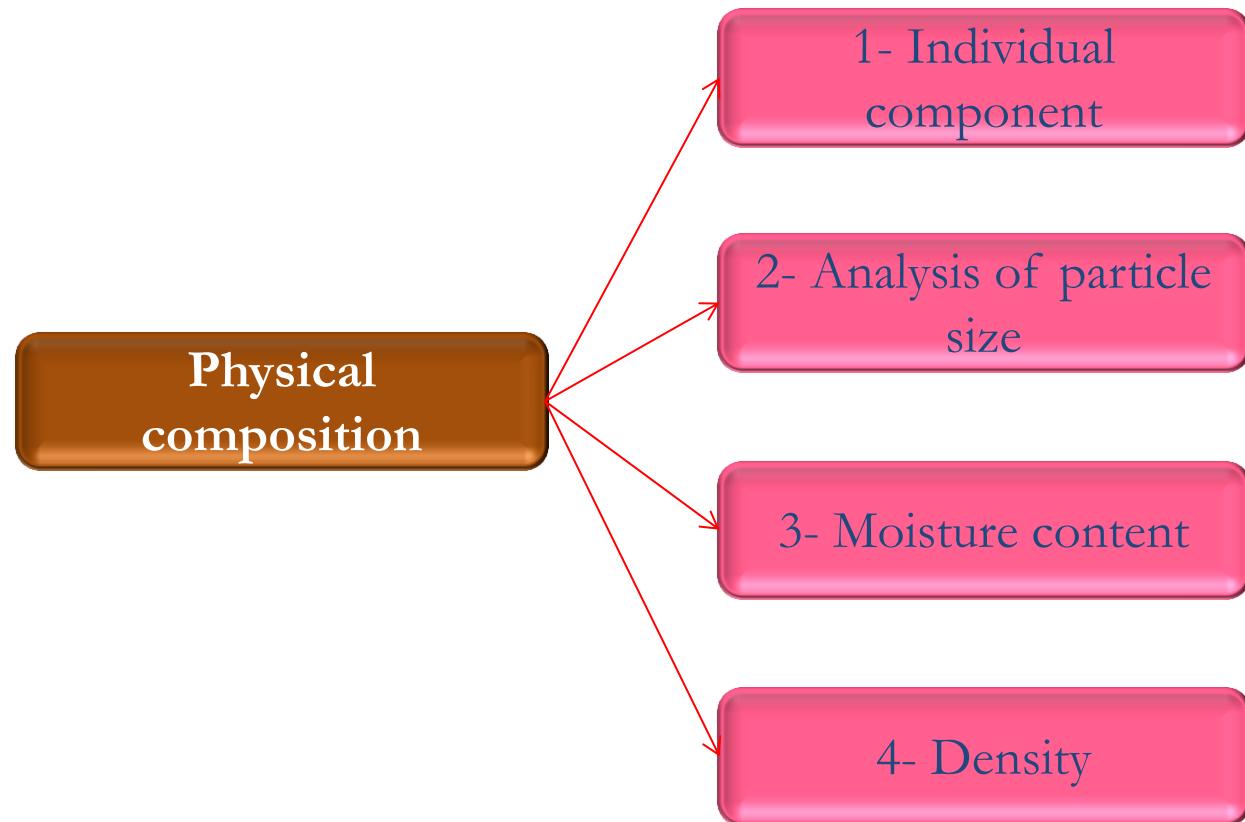 1- Individual
component
2- Analysis of particle
size
Physical
composition
3- Moisture content
4- Density